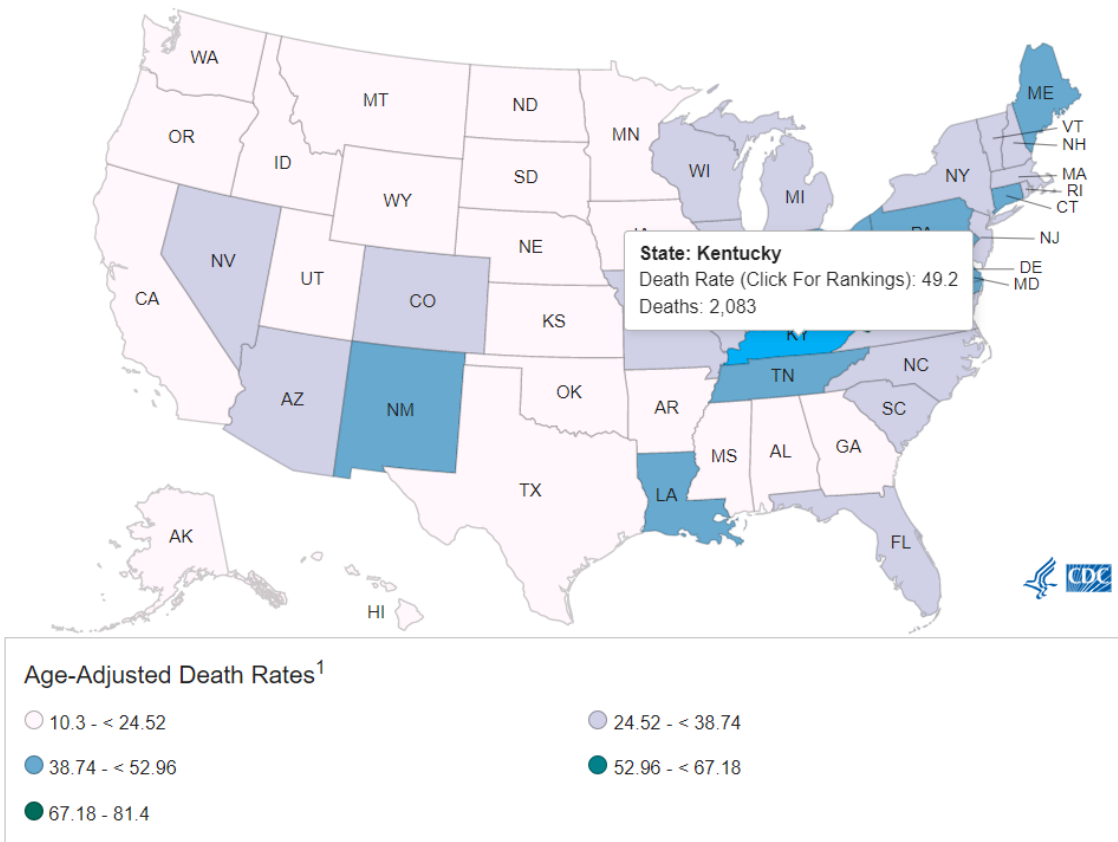 WA
MT
ND
MN
ME
OR
ID
SD
WI
VT
NH
NY
MA
RI
CT
WY
MI
NE
PA
NJ
NV
UT
CO
CA
KS
DE
MD
State: Kentucky
Death Rate (Click For Rankings): 49.2
Deaths: 2,083
KY
AZ
NM
OK
TN
NC
AR
SC
MS
AL
GA
TX
LA
AK
FL
HI
CDC
Age-Adjusted Death Rates¹
10.3 - < 24.52
24.52 - < 38.74
38.74 - < 52.96
52.96 - < 67.18
67.18 - 81.4